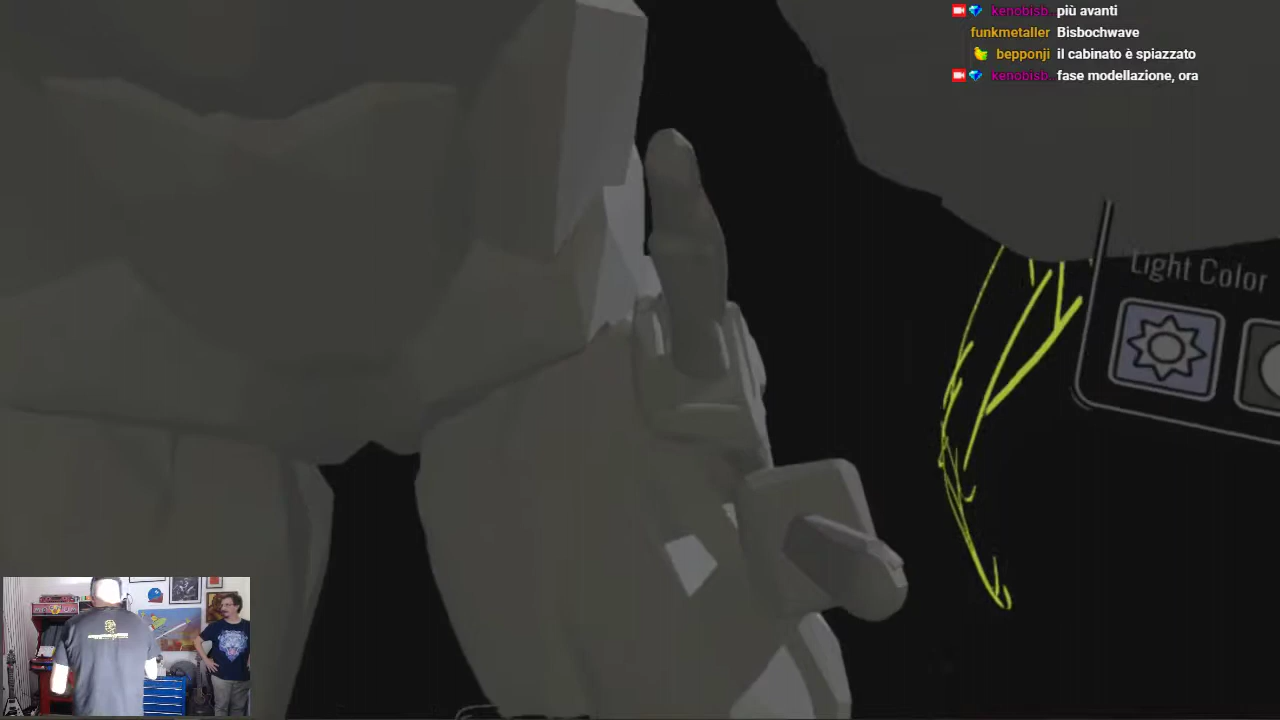 kenobisb.. più avanti
funkmetaller Bisbochwave
bepponji il cabinato è spiazzato
kenobisb.. fase modellazione, ora
Light Color